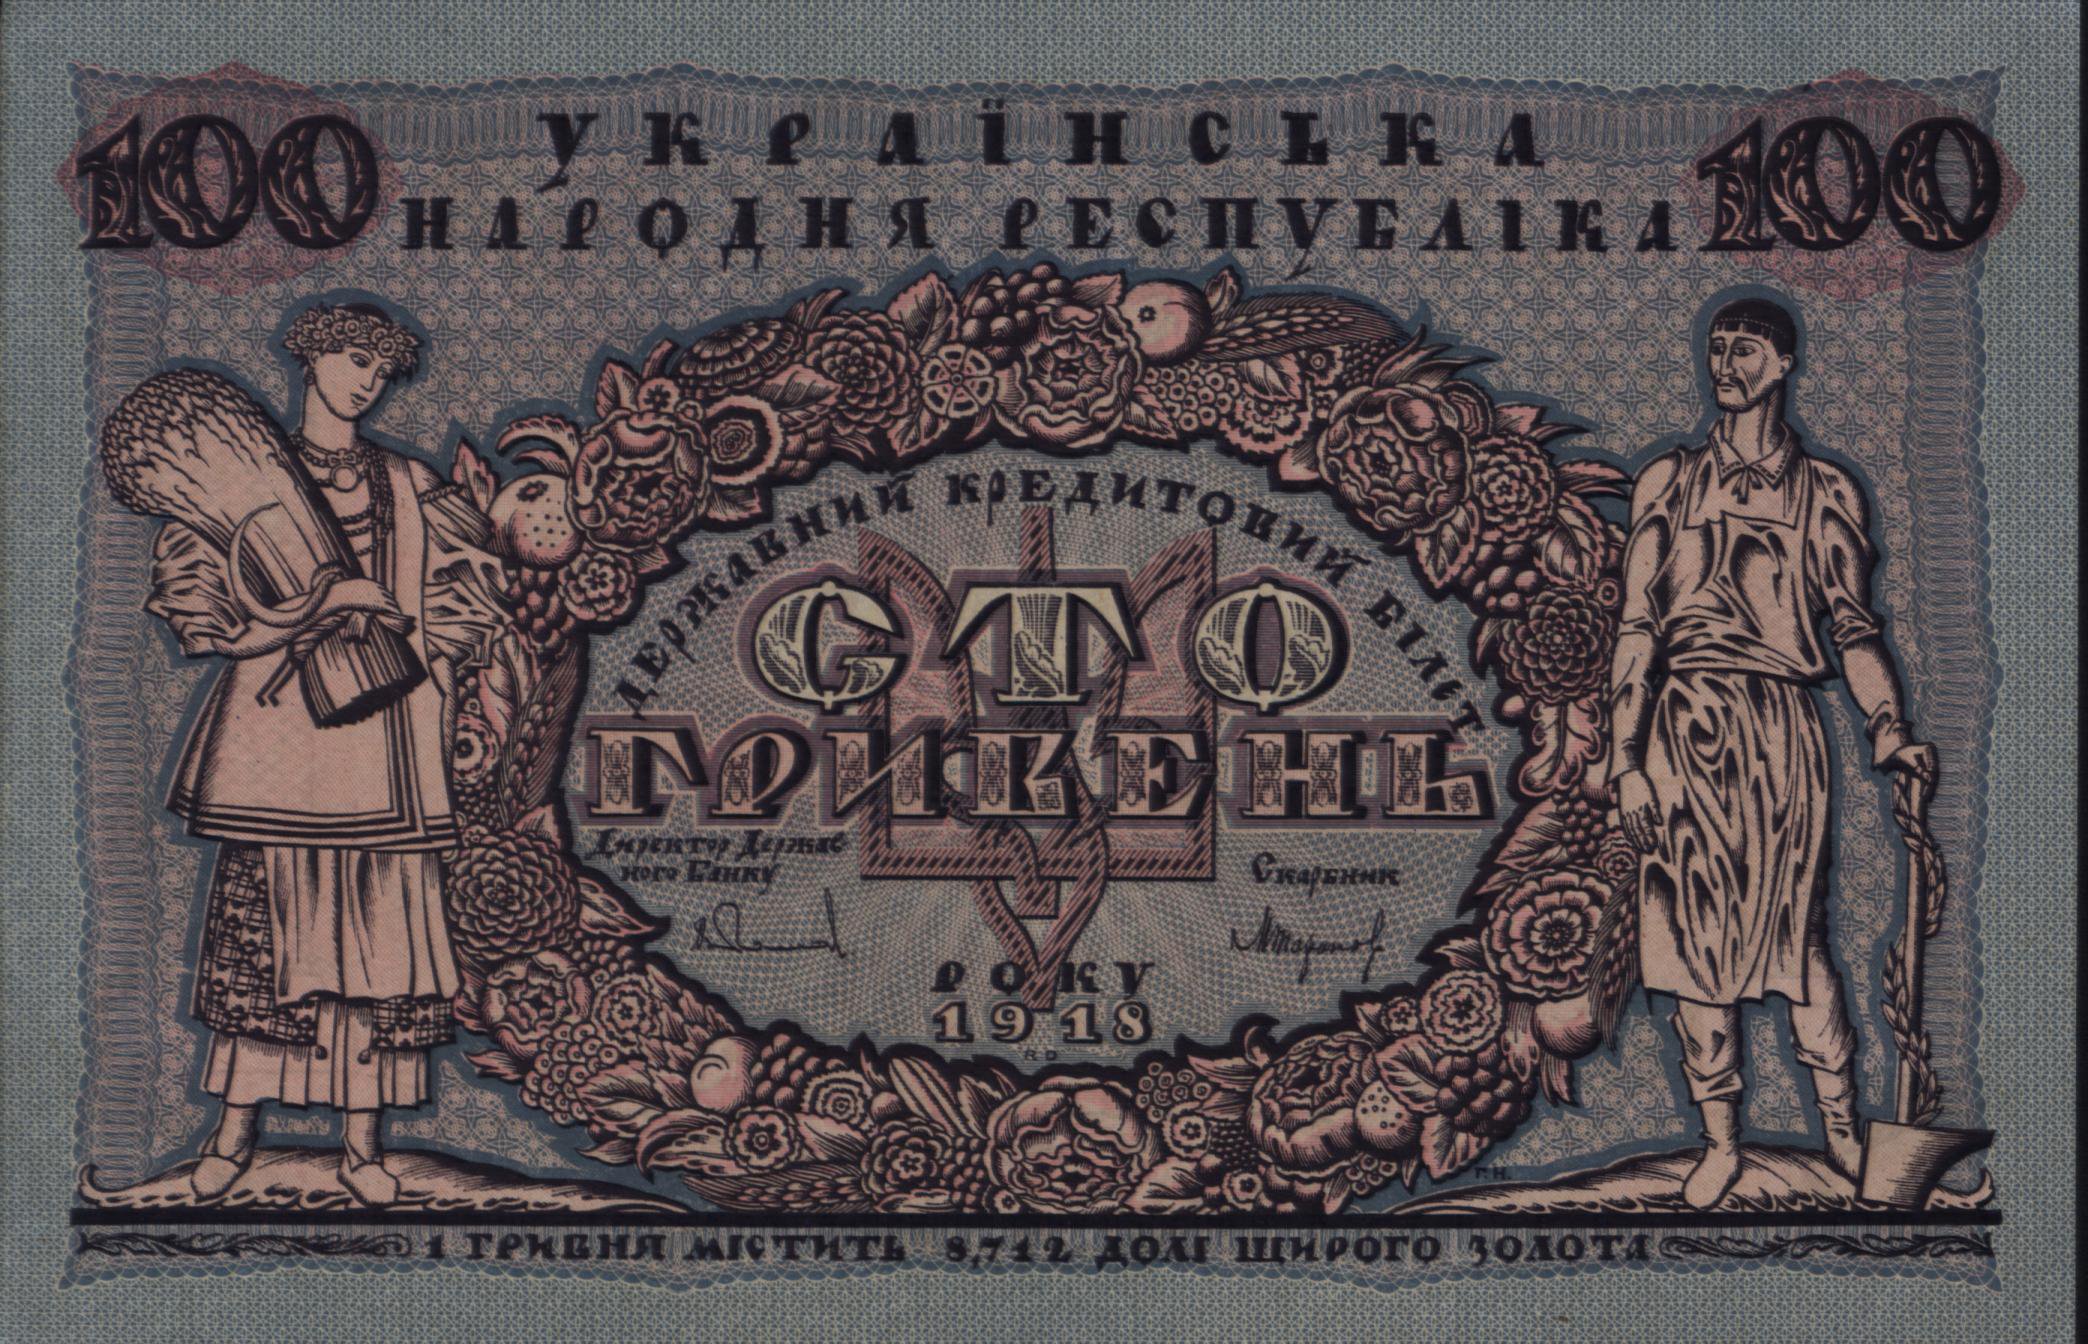 100 УКРАЇНСЬКА 100
НАРОДНЯ РЕСПУБЛІКА
ДЕРЖАВНИЙ КРЕДИТОВИЙ БІЛЕТ
СТО
ГРИВЕНЬ
Директор Держав
ного Банку
Скарбник
РОКУ
1918
Г.Н.
1 ГРИВНЯ МІСТИТЬ 8,712 ДОЛІ ЩИРОГО ЗОЛОТА